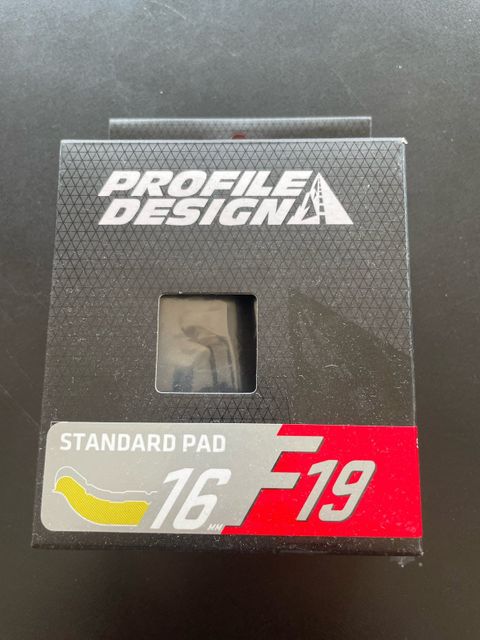 PROFILE
DESIGN
STANDARD PAD
16 MM
F19